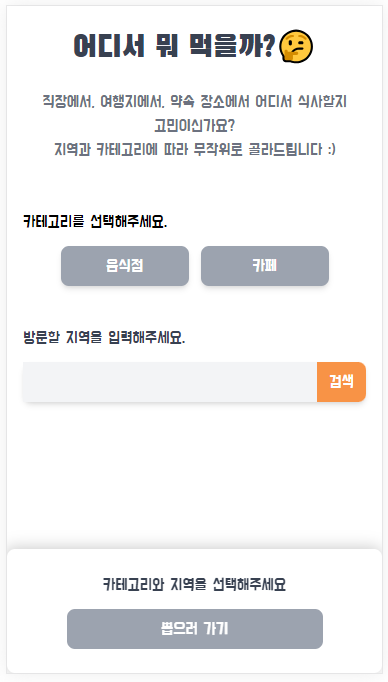 어디서 뭐 먹을까?🤔
직장에서, 여행지에서, 약속 장소에서 어디서 식사할지
고민이신가요?
지역과 카테고리에 따라 무작위로 골라드립니다 :)
카테고리를 선택해주세요.
음식점 카페
방문할 지역을 입력해주세요.
검색
카테고리와 지역을 선택해주세요
뽑으러 가기